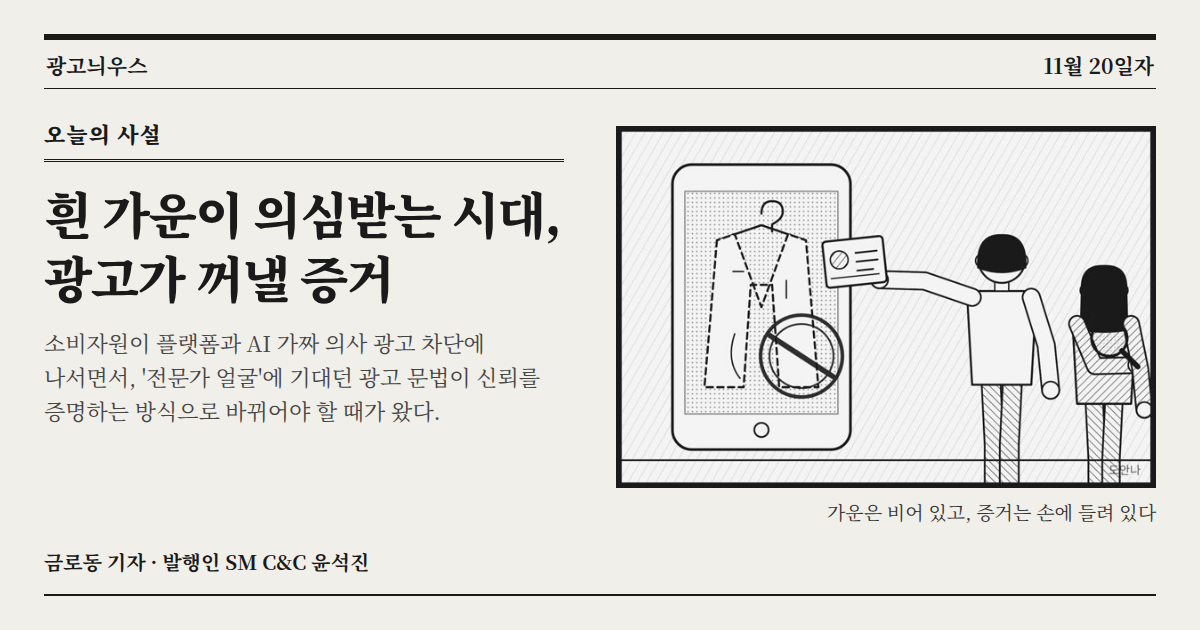 광고늬우스
11월 20일자
오늘의 사설
흰 가운이 의심받는 시대,
광고가 꺼낼 증거
소비자원이 플랫폼과 AI 가짜 의사 광고 차단에
나서면서, '전문가 얼굴'에 기대던 광고 문법이 신뢰를
증명하는 방식으로 바뀌어야 할 때가 왔다.
도안나
가운은 비어 있고, 증거는 손에 들려 있다
금로동 기자 · 발행인 SM C&C 윤석진